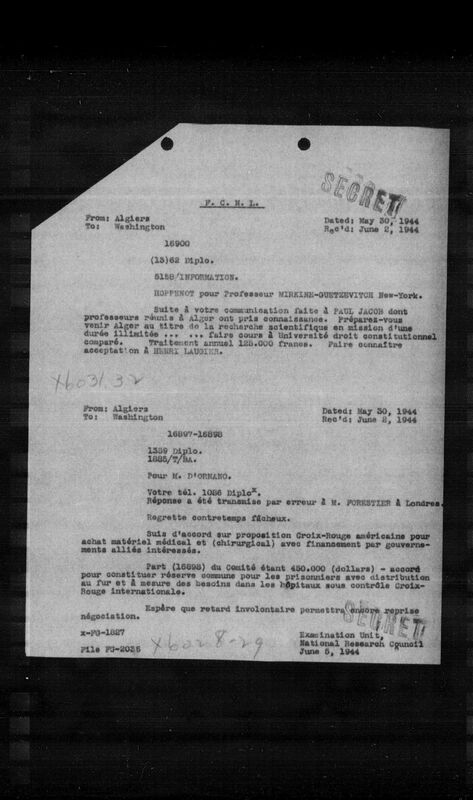 SECRET
F. C. N. L.
From: Algiers Dated: May 30, 1944
To: Washington Rec'd: June 2, 1944
16900
(13)62 Diplo.
5159/INFORMATION.
HOPPENOT pour Professeur MIRKINE-GUETZEVITCH New-York.
Suite à votre communication faite à PAUL JACOB dont
professeurs réunis à Alger ont pris connaissance. Préparez-vous
venir Alger au titre de la recherche scientifique en mission d'une
durée illimitée ... ... faire cours à Université droit constitutionnel
comparé. Traitement annuel 125.000 francs. Faire connaître
acceptation à HENRI LAUGIER.
X6031.32
From: Algiers Dated: May 30, 1944
To: Washington Rec'd: June 2, 1944
16897-16898
1339 Diplo.
1885/T/BA.
Pour M. D'ORNANO.
Votre tél. 1086 Diplo x.
Réponse a été transmise par erreur à M. FORESTIER à Londres.
Regrette contretemps fâcheux.
Suis d'accord sur proposition Croix-Rouge américaine pour
achat matériel médical et (chirurgical) avec financement par gouverne-
ments alliés intéressés.
Part (16898) du Comité étant 450.000 (dollars) - accord
pour constituer réserve commune pour les prisonniers avec distribution
au fur et à mesure des besoins dans les hôpitaux sous contrôle Croix-
Rouge internationale.
Espère que retard involontaire permettra encore reprise
négociation.
SECRET
x-FG-1827 Examination Unit,
National Research Council
File FG-2035 X6028-29 June 5, 1944